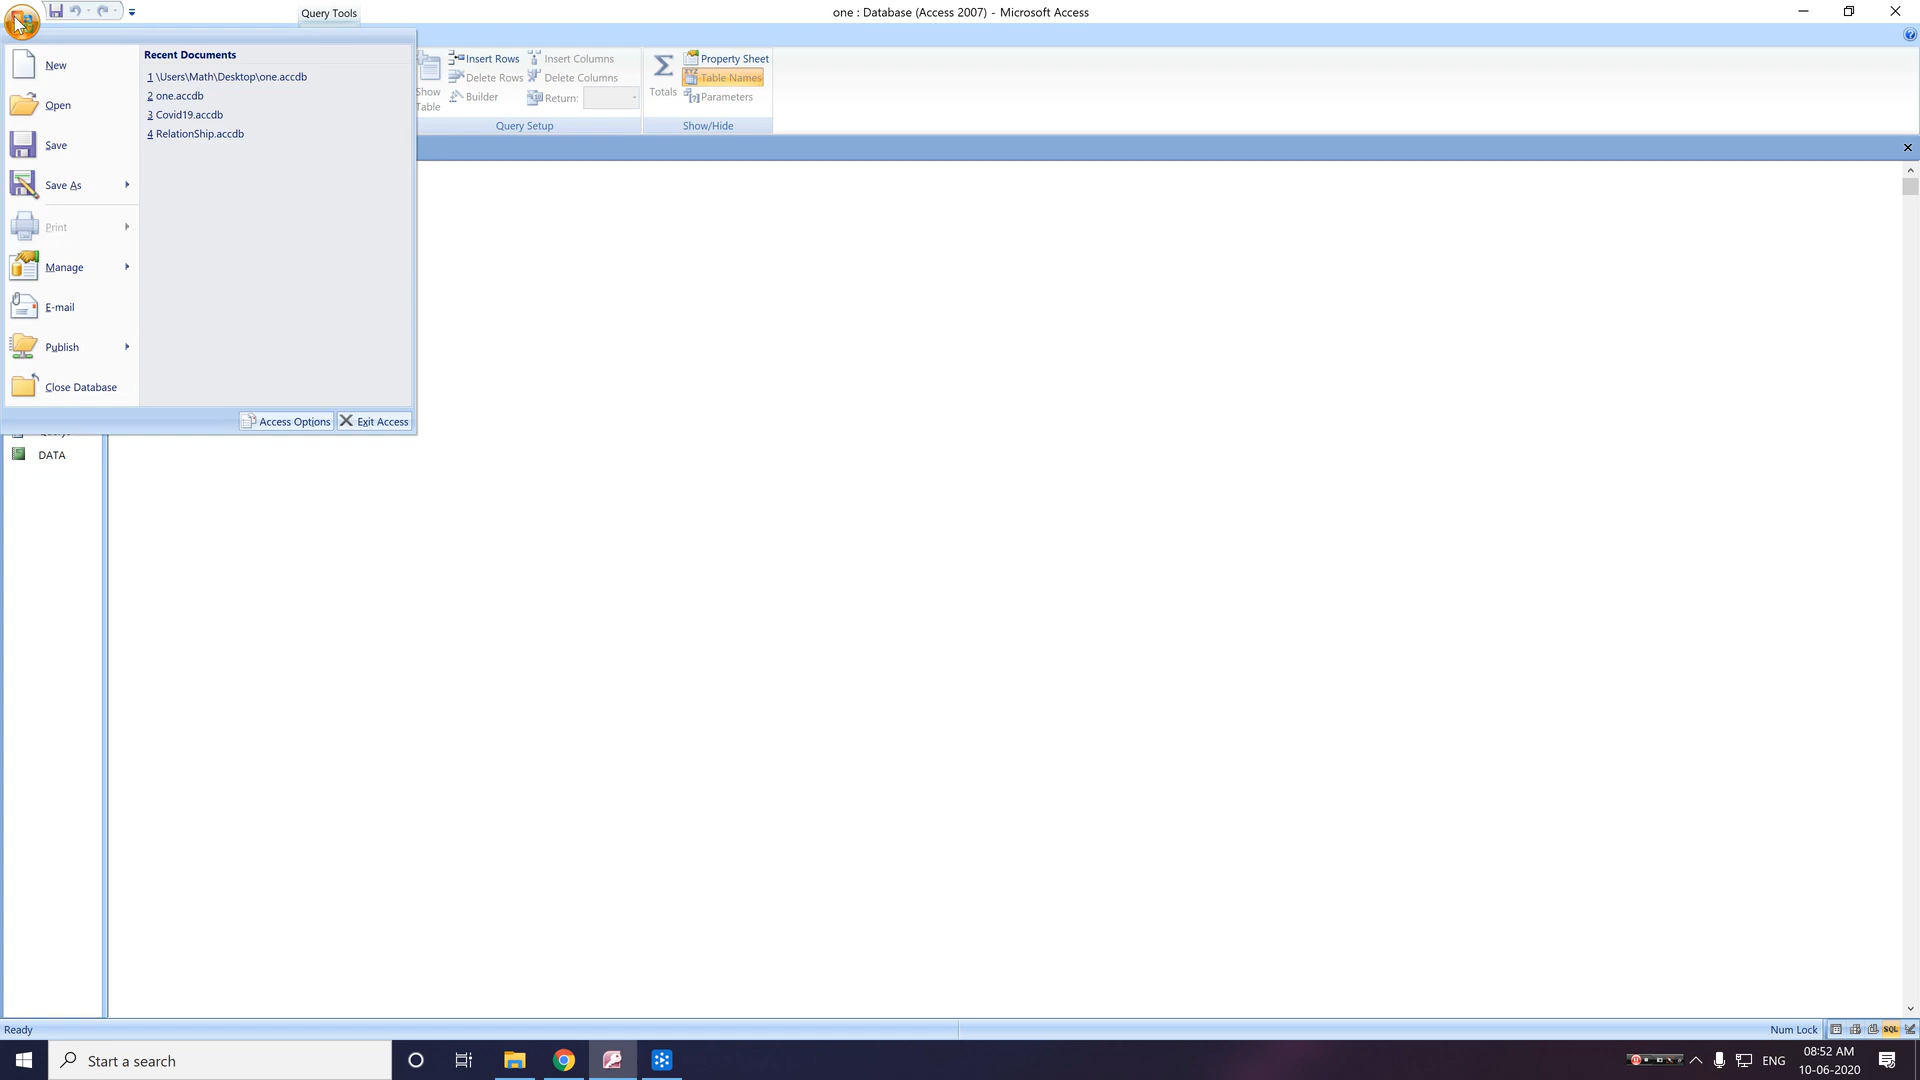 Query Tools
one : Database (Access 2007) - Microsoft Access
New
Open
Save
Save As
Print
Manage
E-mail
Publish
Close Database
Recent Documents
1 \Users\Math\Desktop\one.accdb
2 one.accdb
3 Covid19.accdb
4 RelationShip.accdb
Access Options
Exit Access
Show
Table
Insert Rows
Delete Rows
Builder
Insert Columns
Delete Columns
Return:
Query Setup
Totals
Property Sheet
Table Names
Parameters
Show/Hide
DATA
Ready
Num Lock
SQL
Start a search
ENG
08:52 AM
10-06-2020